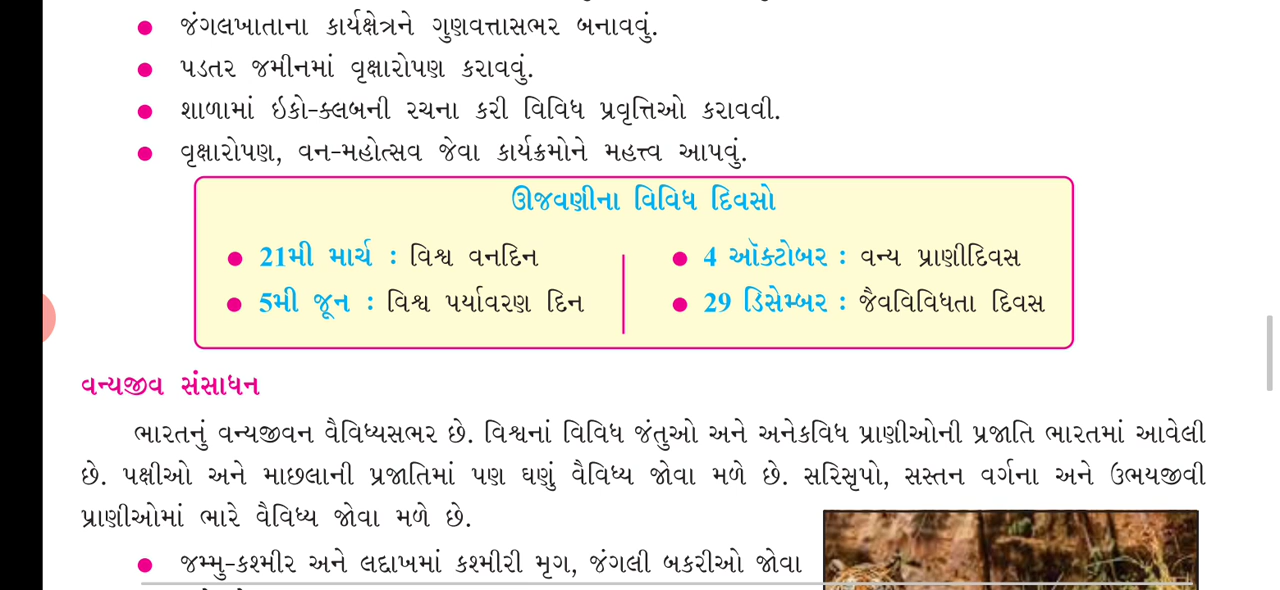 જંગલખાતાના કાર્યક્ષેત્રને ગુણવત્તાસભર બનાવવું.
પડતર જમીનમાં વૃક્ષારોપણ કરાવવું.
શાળામાં ઇકો-ક્લબની રચના કરી વિવિધ પ્રવૃત્તિઓ કરાવવી.
વૃક્ષારોપણ, વન-મહોત્સવ જેવા કાર્યક્રમોને મહત્ત્વ આપવું.
ઊજવણીના વિવિધ દિવસો
21મી માર્ચ : વિશ્વ વનદિન
5મી જૂન : વિશ્વ પર્યાવરણ દિન
4 ઑક્ટોબર : વન્ય પ્રાણીદિવસ
29 ડિસેમ્બર : જૈવવિવિધતા દિવસ
વન્યજીવ સંસાધન
ભારતનું વન્યજીવન વૈવિધ્યસભર છે. વિશ્વનાં વિવિધ જંતુઓ અને અનેકવિધ પ્રાણીઓની પ્રજાતિ ભારતમાં આવેલી
છે. પક્ષીઓ અને માછલાની પ્રજાતિમાં પણ ઘણું વૈવિધ્ય જોવા મળે છે. સરિસૃપો, સસ્તન વર્ગના અને ઉભયજીવી
પ્રાણીઓમાં ભારે વૈવિધ્ય જોવા મળે છે.
જમ્મુ-કશ્મીર અને લદ્દાખમાં કશ્મીરી મૃગ, જંગલી બકરીઓ જોવા